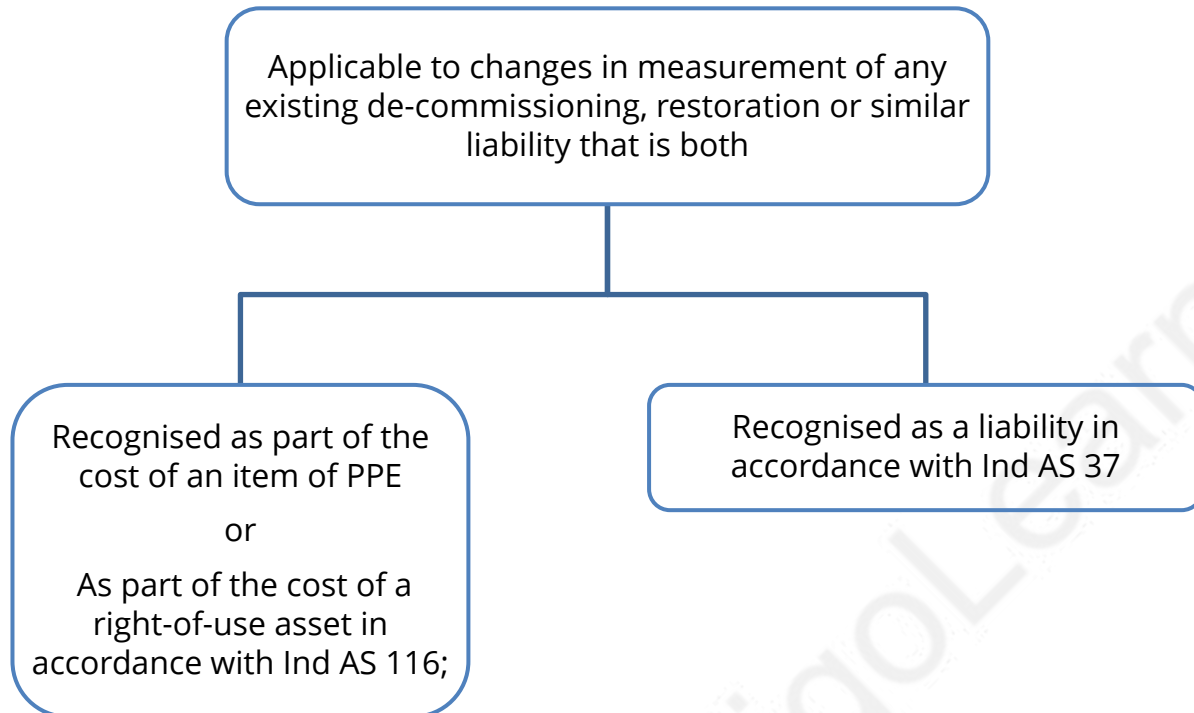 Applicable to changes in measurement of any
existing de-commissioning, restoration or similar
liability that is both
Recognised as part of the
cost of an item of PPE
or
As part of the cost of a
right-of-use asset in
accordance with Ind AS 116;
Recognised as a liability in
accordance with Ind AS 37